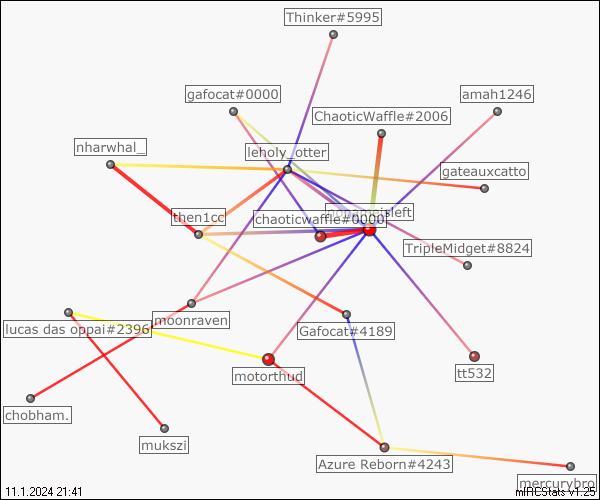 Thinker#5995
gafocat#0000
amah1246
ChaoticWaffle#2006
nharwhal_
leholy_otter
gateauxcatto
then1cc
chaoticwaffle#0000
TripleMidget#8824
moonraven
lucas das oppai#2396
Gafocat#4189
motorthud
tt532
chobham.
mukszi
Azure Reborn#4243
mercurybro
11.1.2024 21:41
mIRCStats v1.25